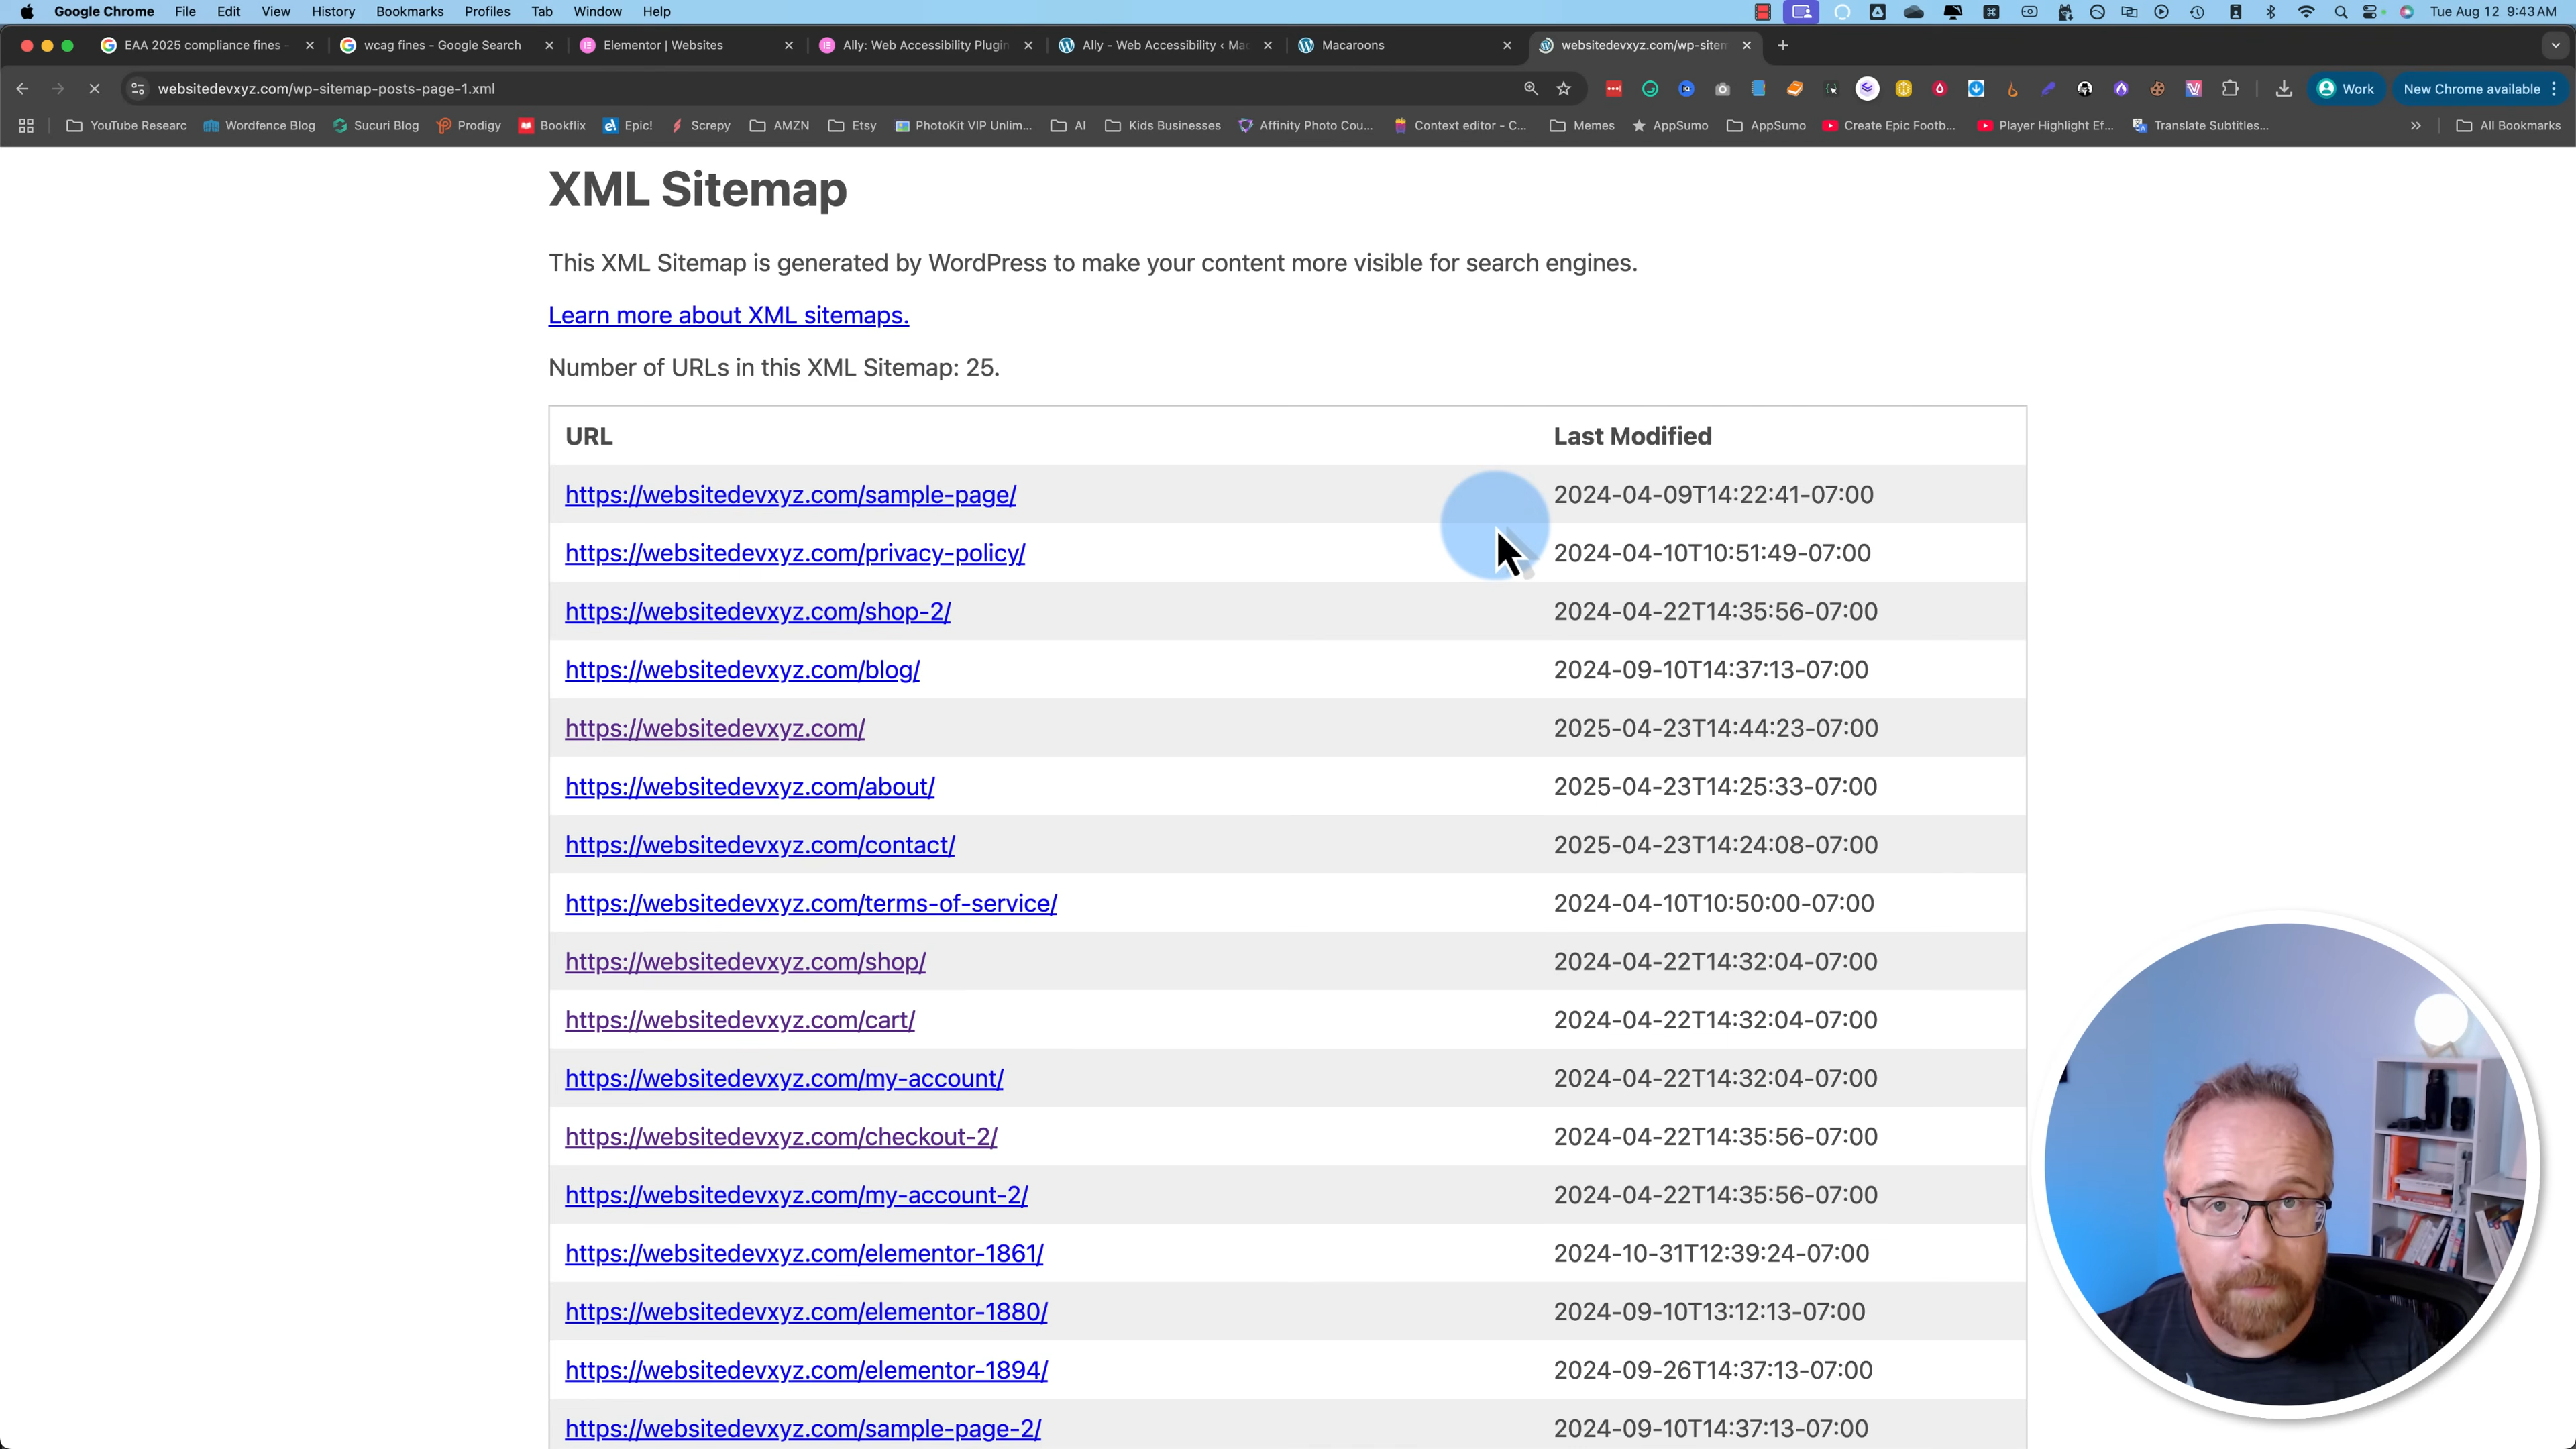 Google Chrome File Edit View History Bookmarks Profiles Tab Window Help Tue Aug 12 9:43 AM
EAA 2025 compliance fines - wcag fines - Google Search Elementor | Websites Ally: Web Accessibility Plugin Ally - Web Accessibility ‹ Mac Macaroons websitedevxyz.com/wp-sitem
websitedevxyz.com/wp-sitemap-posts-page-1.xml Work New Chrome available
YouTube Researc Wordfence Blog Sucuri Blog Prodigy Bookflix Epic! Screpy AMZN Etsy PhotoKit VIP Unlim... AI Kids Businesses Affinity Photo Cou... Context editor - C... Memes AppSumo AppSumo Create Epic Footb... Player Highlight Ef... Translate Subtitles... » All Bookmarks
XML Sitemap
This XML Sitemap is generated by WordPress to make your content more visible for search engines.
Learn more about XML sitemaps.
Number of URLs in this XML Sitemap: 25.
URL Last Modified
https://websitedevxyz.com/sample-page/ 2024-04-09T14:22:41-07:00
https://websitedevxyz.com/privacy-policy/ 2024-04-10T10:51:49-07:00
https://websitedevxyz.com/shop-2/ 2024-04-22T14:35:56-07:00
https://websitedevxyz.com/blog/ 2024-09-10T14:37:13-07:00
https://websitedevxyz.com/ 2025-04-23T14:44:23-07:00
https://websitedevxyz.com/about/ 2025-04-23T14:25:33-07:00
https://websitedevxyz.com/contact/ 2025-04-23T14:24:08-07:00
https://websitedevxyz.com/terms-of-service/ 2024-04-10T10:50:00-07:00
https://websitedevxyz.com/shop/ 2024-04-22T14:32:04-07:00
https://websitedevxyz.com/cart/ 2024-04-22T14:32:04-07:00
https://websitedevxyz.com/my-account/ 2024-04-22T14:32:04-07:00
https://websitedevxyz.com/checkout-2/ 2024-04-22T14:35:56-07:00
https://websitedevxyz.com/my-account-2/ 2024-04-22T14:35:56-07:00
https://websitedevxyz.com/elementor-1861/ 2024-10-31T12:39:24-07:00
https://websitedevxyz.com/elementor-1880/ 2024-09-10T13:12:13-07:00
https://websitedevxyz.com/elementor-1894/ 2024-09-26T14:37:13-07:00
https://websitedevxyz.com/sample-page-2/ 2024-09-10T14:37:13-07:00